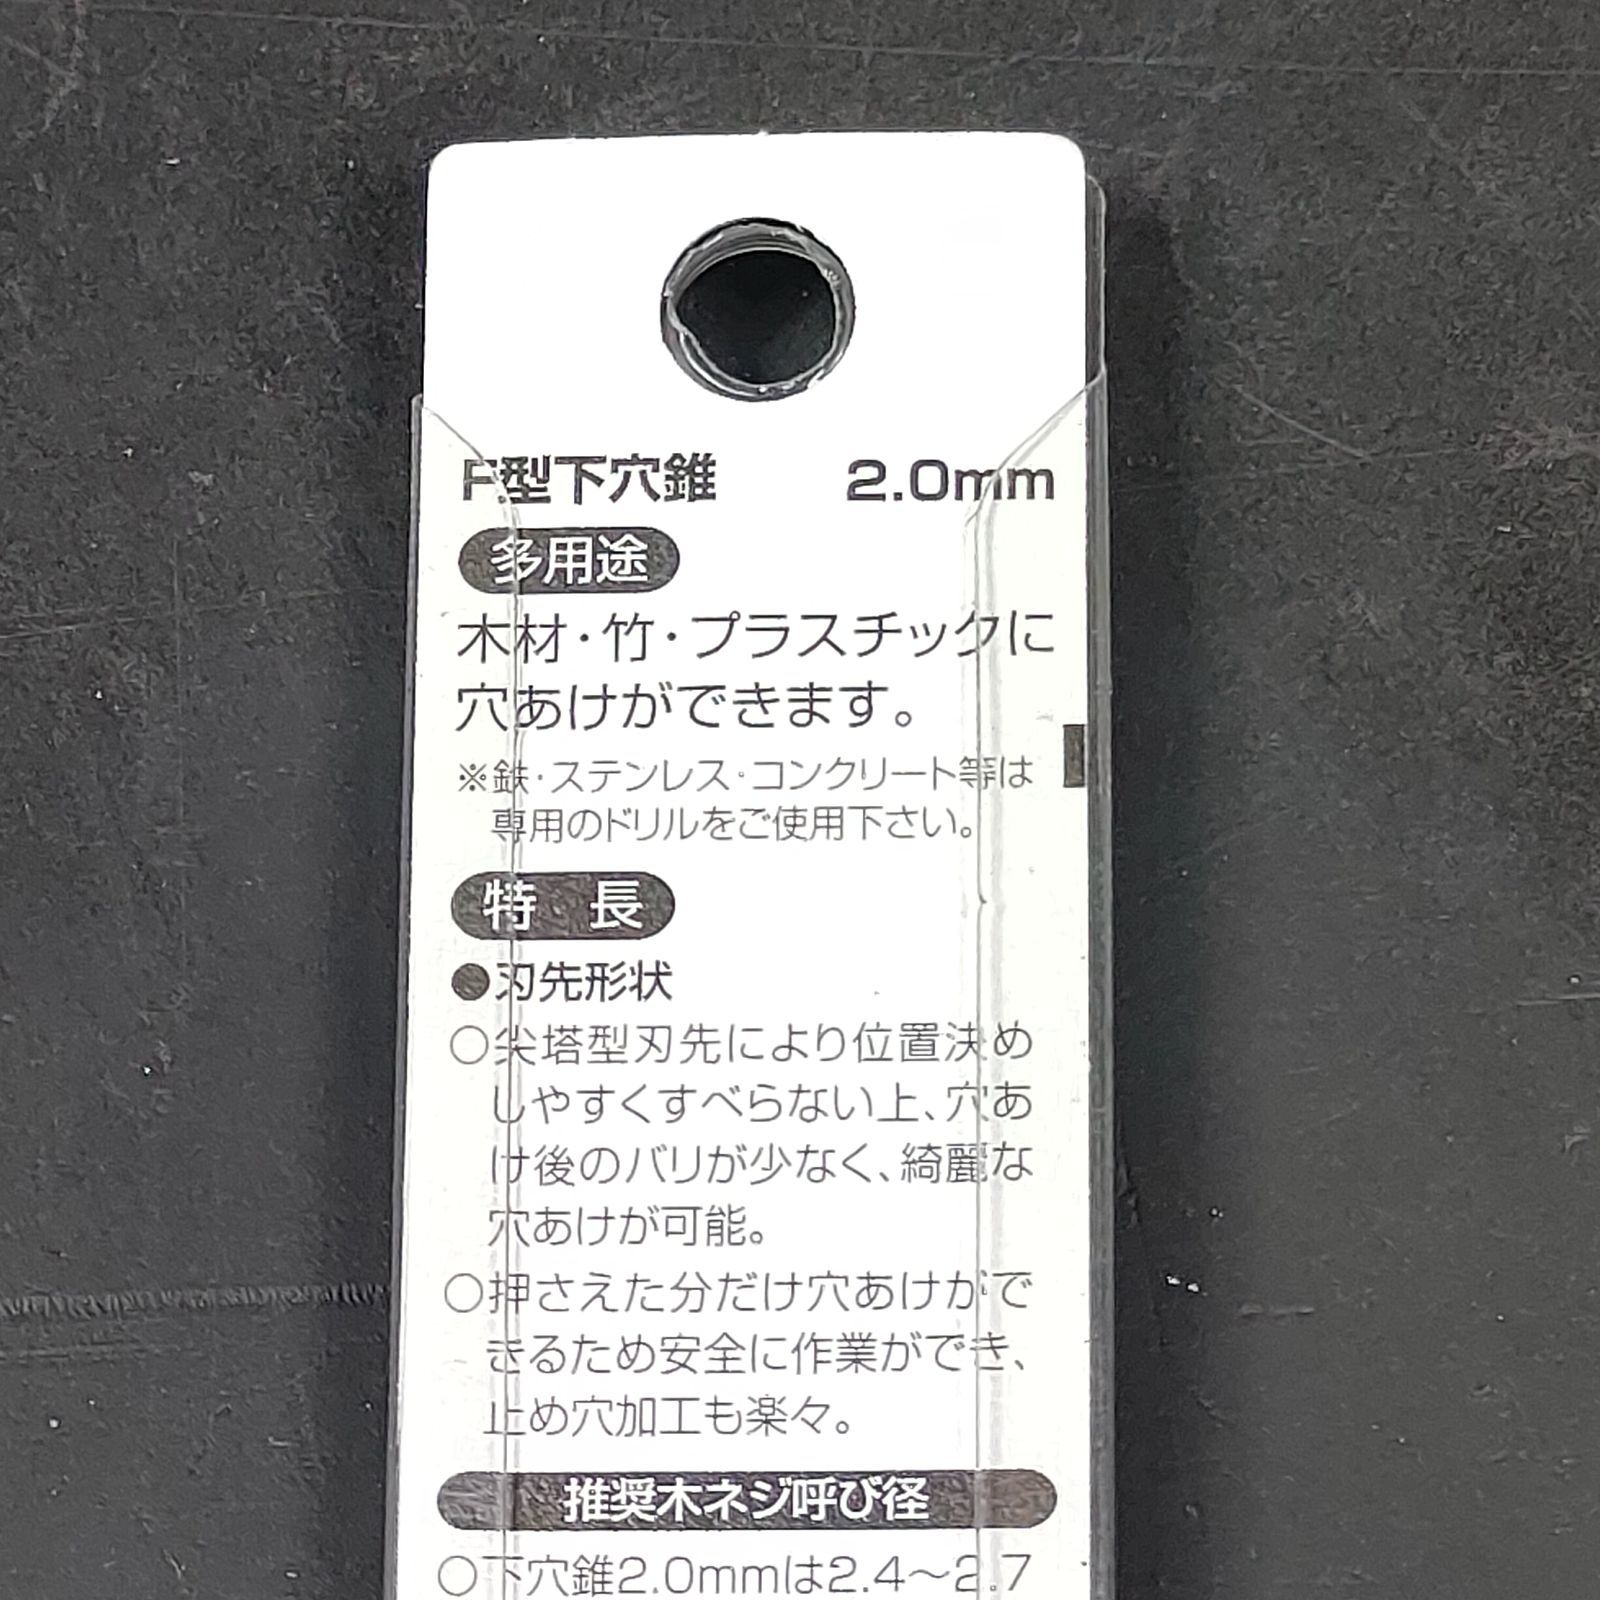 F型下穴錐 2.0mm
多用途
木材・竹・プラスチックに
穴あけができます。
※鉄・ステンレス・コンクリート等は
専用のドリルをご使用下さい。
特 長
●刃先形状
○尖塔型刃先により位置決め
しやすくすべらない上、穴あ
け後のバリが少なく、綺麗な
穴あけが可能。
○押さえた分だけ穴あけがで
きるため安全に作業ができ、
止め穴加工も楽々。
推奨木ネジ呼び径
○下穴錐2.0mmは2.4〜2.7